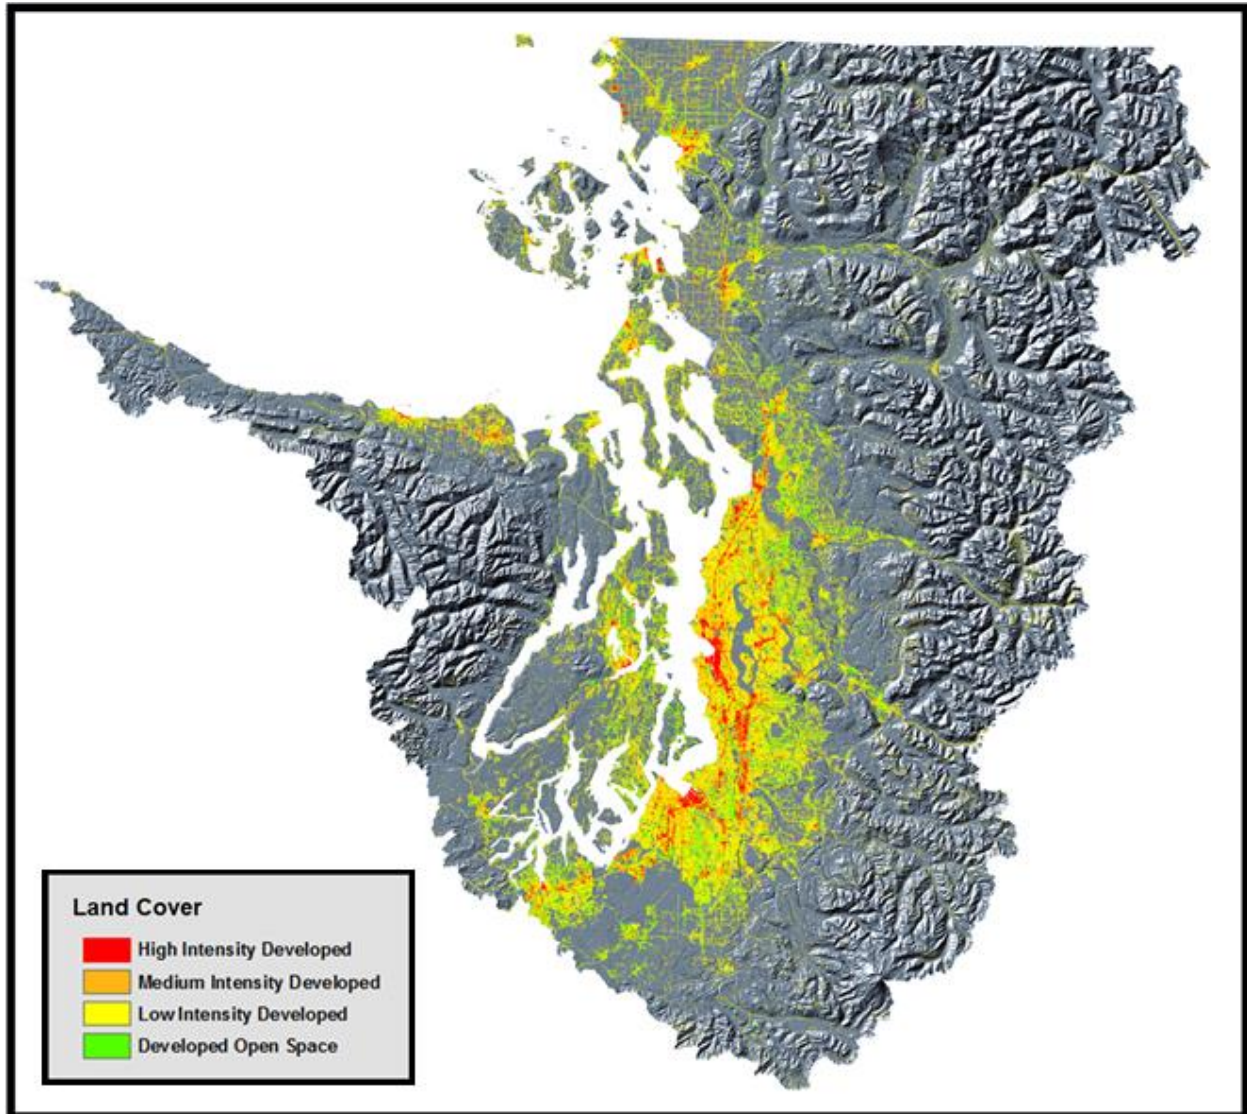 Land Cover
High Intensity Developed
Medium Intensity Developed
Low Intensity Developed
Developed Open Space